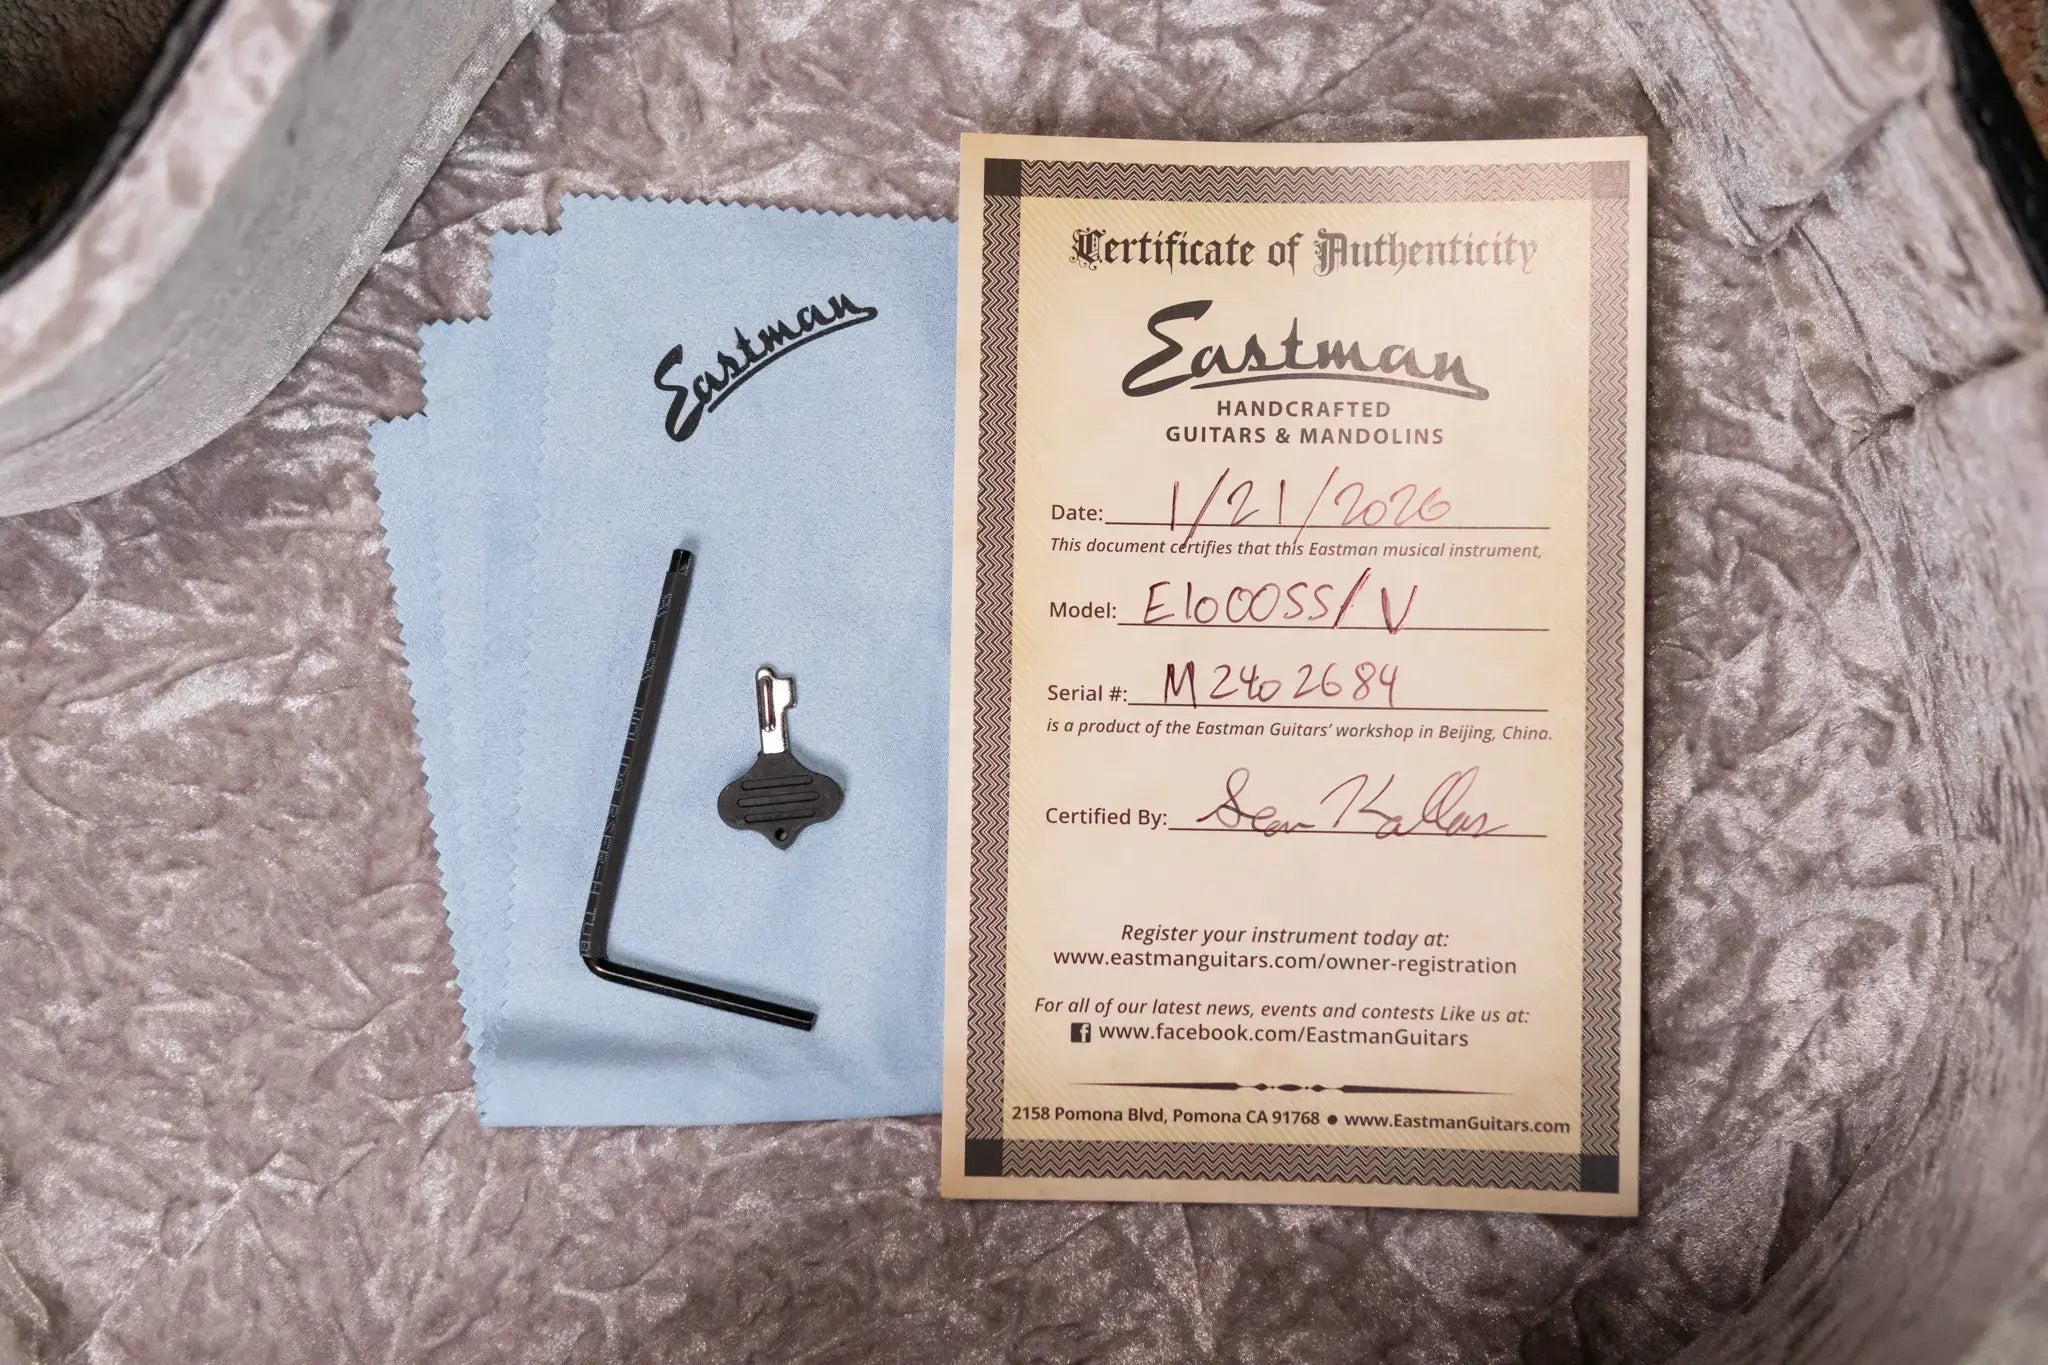 Eastman
Certificate of Authenticity
Eastman
HANDCRAFTED
GUITARS & MANDOLINS
Date: 1/21/2026
This document certifies that this Eastman musical instrument,
Model: E10OOSS/V
Serial #: M2402684
is a product of the Eastman Guitars' workshop in Beijing, China.
Certified By: Sean
Register your instrument today at:
www.eastmanguitars.com/owner-registration
For all of our latest news, events and contests Like us at:
www.facebook.com/EastmanGuitars
2158 Pomona Blvd, Pomona CA 91768 ● www.EastmanGuitars.com